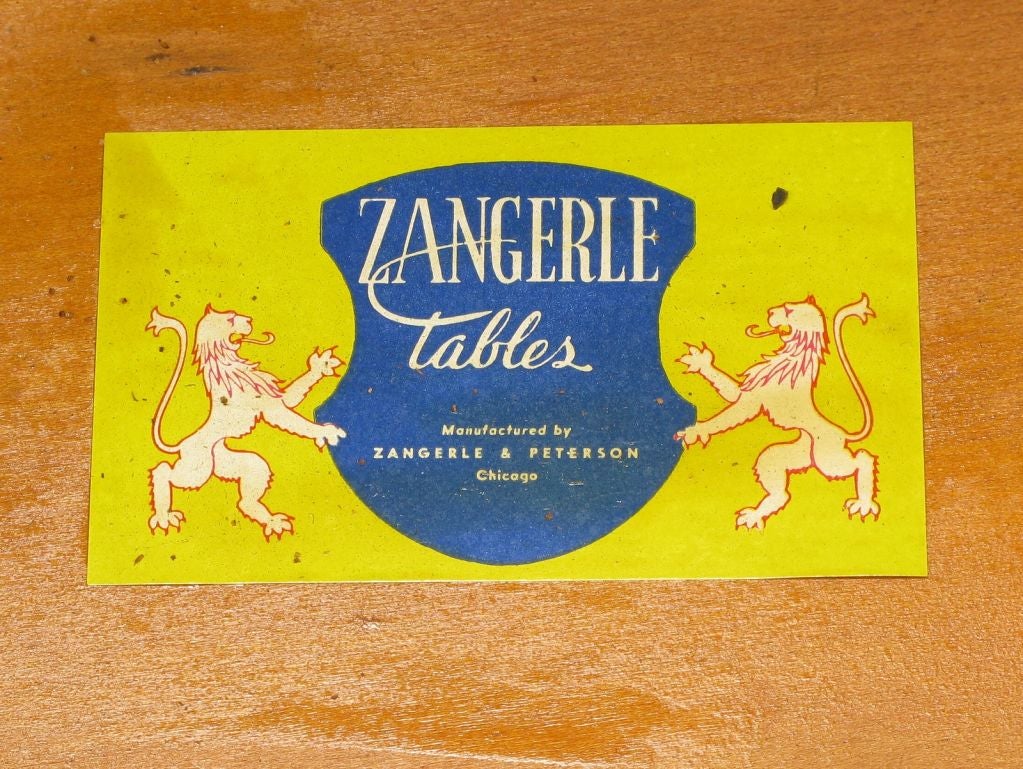 ZANGERLE
tables
Manufactured by
ZANGERLE & PETERSON
Chicago